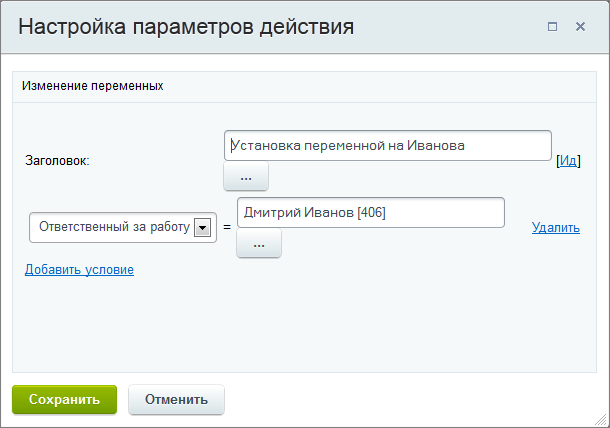 Настройка параметров действия
Изменение переменных
Заголовок: Установка переменной на Иванова [Ид]
...
Ответственный за работу = Дмитрий Иванов [406] Удалить
...
Добавить условие
Сохранить Отменить